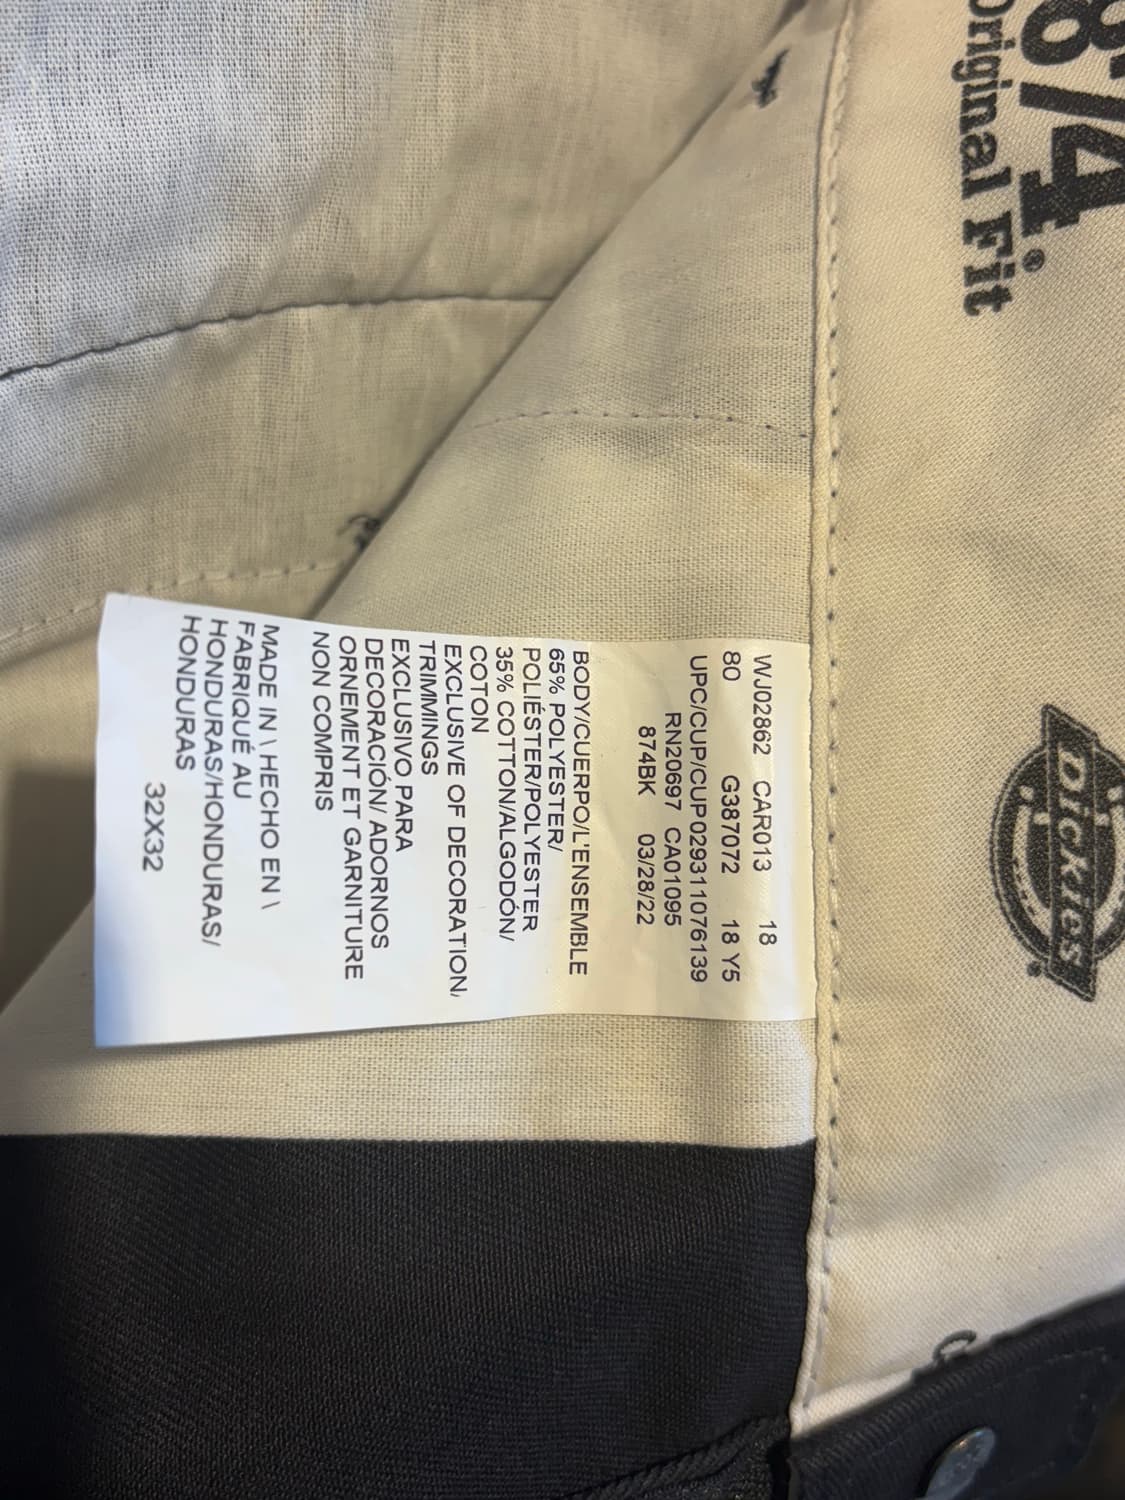 874.
Original Fit
Dickies
WJ02862 CAR013 18
80 G387072 18 Y5
UPC/CUP/CUP029311076139
RN20697 CA01095
874BK 03/28/22
BODY/CUERPO/L'ENSEMBLE
65% POLYESTER/
POLIÉSTER/POLYESTER
35% COTTON/ALGODÓN/
COTON
EXCLUSIVE OF DECORATION/
TRIMMINGS
EXCLUSIVO PARA
DECORACIÓN/ ADORNOS
ORNEMENT ET GARNITURE
NON COMPRIS
MADE IN \ HECHO EN \
FABRIQUÉ AU
HONDURAS/HONDURAS/
HONDURAS
32X32